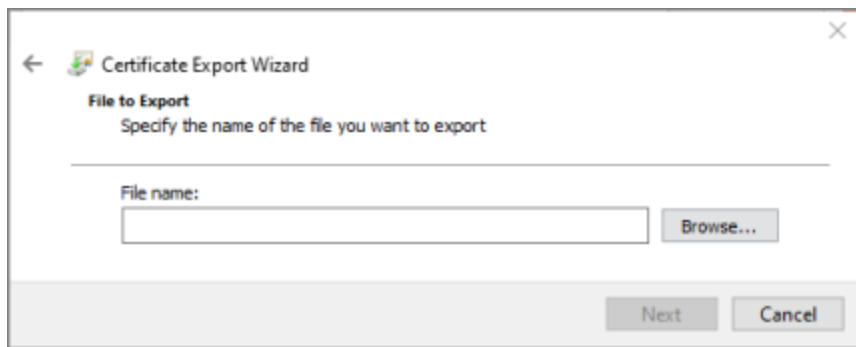 Certificate Export Wizard
File to Export
Specify the name of the file you want to export
File name:
Browse...
Next
Cancel